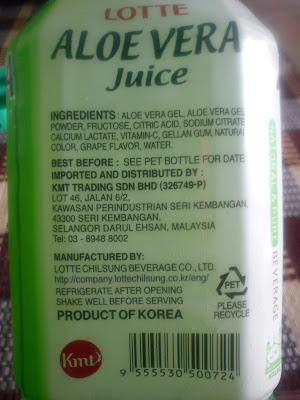 LOTTE
ALOE VERA
Juice
INGREDIENTS: ALOE VERA GEL, ALOE VERA GEL
POWDER, FRUCTOSE, CITRIC ACID, SODIUM CITRATE,
CALCIUM LACTATE, VITAMIN-C, GELLAN GUM, NATURAL
COLOR, GRAPE FLAVOR, WATER.
BEST BEFORE : SEE PET BOTTLE FOR DATE
IMPORTED AND DISTRIBUTED BY :
KMT TRADING SDN BHD (326749-P)
LOT 46, JALAN 6/2,
KAWASAN PERINDUSTRIAN SERI KEMBANGAN,
43300 SERI KEMBANGAN,
SELANGOR DARUL EHSAN, MALAYSIA
Tel: 03 - 8948 8002
MANUFACTURED BY:
LOTTE CHILSUNG BEVERAGE CO., LTD.
http://company.lottechilsung.co.kr/eng/
REFRIGERATE AFTER OPENING
SHAKE WELL BEFORE SERVING
PRODUCT OF KOREA
PET
PLEASE
RECYCLE
Kmt
9 555530 500724
BEVERAGE